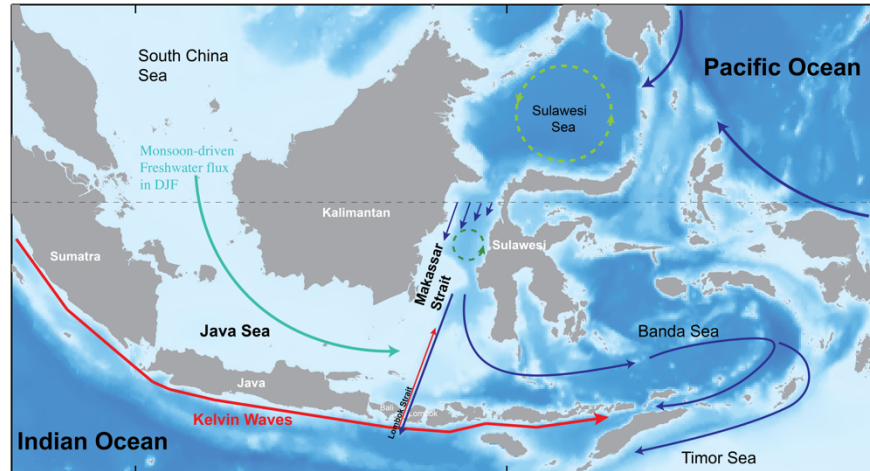 South China
Sea
Pacific Ocean
Sulawesi
Sea
Monsoon-driven
Freshwater flux
in DJF
Kalimantan
Sumatra
Sulawesi
Makassar
Strait
Java Sea
Banda Sea
Java
Bali
Lombok
Lombok Strait
Kelvin Waves
Indian Ocean
Timor Sea